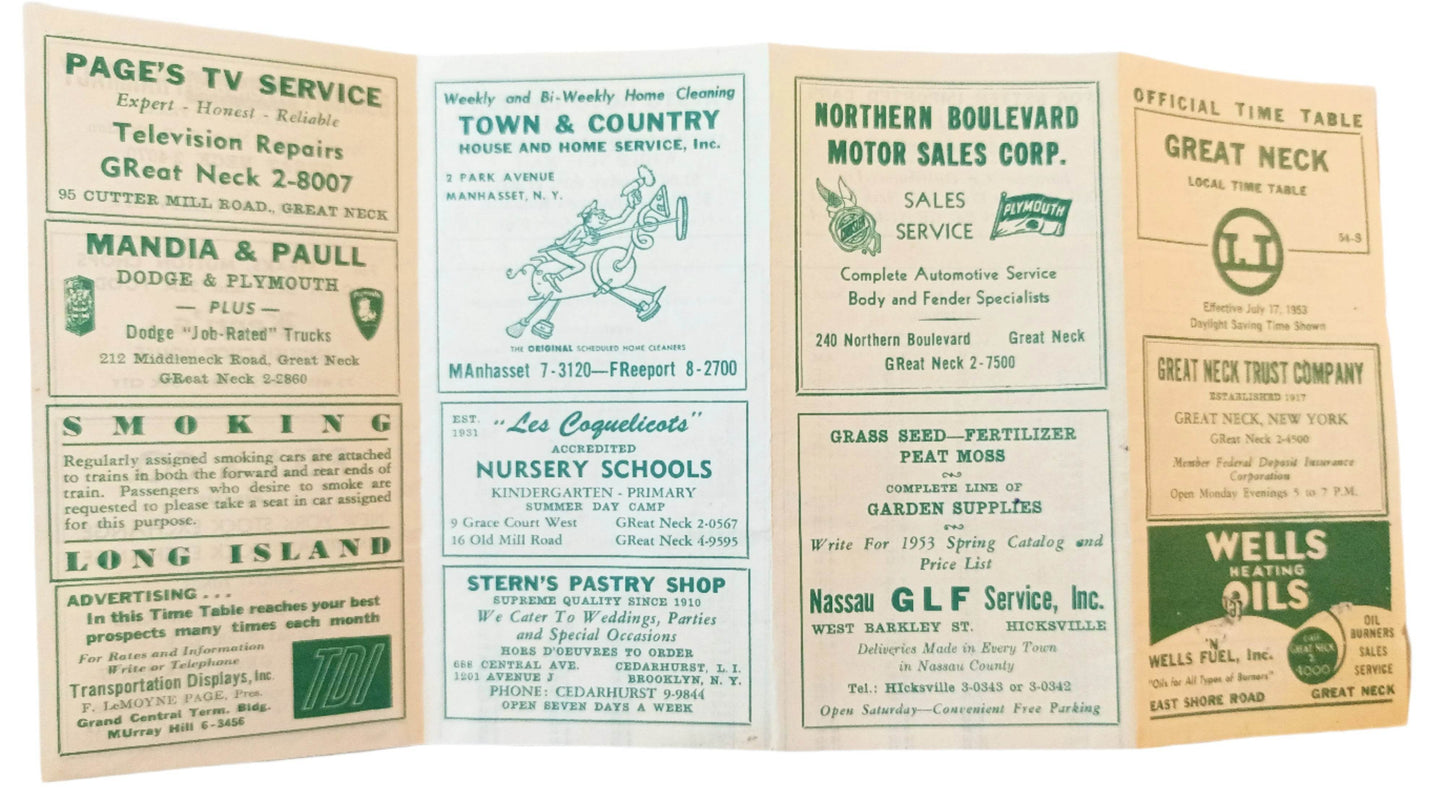 PAGE'S TV SERVICE
Expert - Honest - Reliable
Television Repairs
GReat Neck 2-8007
95 CUTTER MILL ROAD., GREAT NECK
MANDIA & PAULL
DODGE & PLYMOUTH
— PLUS —
Dodge "Job-Rated" Trucks
212 Middleneck Road, Great Neck
GReat Neck 2-2860
SMOKING
Regularly assigned smoking cars are attached
to trains in both the forward and rear ends of
train. Passengers who desire to smoke are
requested to please take a seat in car assigned
for this purpose.
LONG ISLAND
ADVERTISING . . .
In this Time Table reaches your best
prospects many times each month
For Rates and Information
Write or Telephone
Transportation Displays, Inc.
F. LeMOYNE PAGE, Pres.
Grand Central Term. Bldg.
MUrray Hill 6-3456
TDI
Weekly and Bi-Weekly Home Cleaning
TOWN & COUNTRY
HOUSE AND HOME SERVICE, Inc.
2 PARK AVENUE
MANHASSET, N. Y.
THE ORIGINAL SCHEDULED HOME CLEANERS
MAnhasset 7-3120—FReeport 8-2700
EST.
1931
"Les Coquelicots"
ACCREDITED
NURSERY SCHOOLS
KINDERGARTEN - PRIMARY
SUMMER DAY CAMP
9 Grace Court West GReat Neck 2-0567
16 Old Mill Road GReat Neck 4-9595
STERN'S PASTRY SHOP
SUPREME QUALITY SINCE 1910
We Cater To Weddings, Parties
and Special Occasions
HORS D'OEUVRES TO ORDER
668 CENTRAL AVE. CEDARHURST, L. I.
1201 AVENUE J BROOKLYN, N. Y.
PHONE: CEDARHURST 9-9844
OPEN SEVEN DAYS A WEEK
NORTHERN BOULEVARD
MOTOR SALES CORP.
SALES
SERVICE
PLYMOUTH
Complete Automotive Service
Body and Fender Specialists
240 Northern Boulevard Great Neck
GReat Neck 2-7500
GRASS SEED—FERTILIZER
PEAT MOSS
COMPLETE LINE OF
GARDEN SUPPLIES
Write For 1953 Spring Catalog and
Price List
Nassau GLF Service, Inc.
WEST BARKLEY ST. HICKSVILLE
Deliveries Made in Every Town
in Nassau County
Tel.: HIcksville 3-0343 or 3-0342
Open Saturday—Convenient Free Parking
OFFICIAL TIME TABLE
GREAT NECK
LOCAL TIME TABLE
54-S
L I
Effective July 17, 1953
Daylight Saving Time Shown
GREAT NECK TRUST COMPANY
ESTABLISHED 1917
GREAT NECK, NEW YORK
GReat Neck 2-4500
Member Federal Deposit Insurance
Corporation
Open Monday Evenings 5 to 7 P.M.
WELLS
HEATING
OILS
'N
WELLS FUEL, Inc.
"Oils for All Types of Burners"
GREAT NECK
2
4000
OIL
BURNERS
SALES
SERVICE
EAST SHORE ROAD GREAT NECK